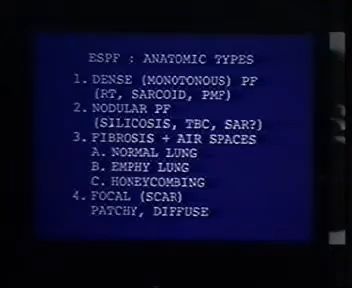 ESPF : ANATOMIC TYPES
1. DENSE (MONOTONOUS) PF
(RT, SARCOID, PMF)
2. NODULAR PF
(SILICOSIS, TBC, SAR?)
3. FIBROSIS + AIR SPACES
A. NORMAL LUNG
B. EMPHY LUNG
C. HONEYCOMBING
4. FOCAL (SCAR)
PATCHY, DIFFUSE